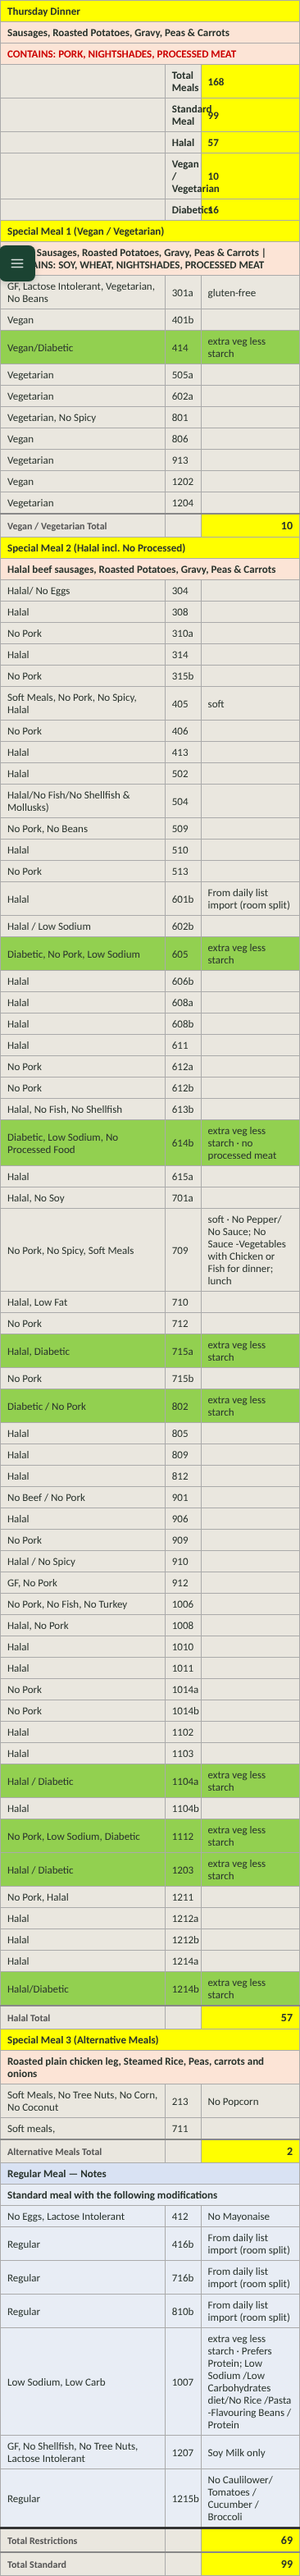 Thursday Dinner
Sausages, Roasted Potatoes, Gravy, Peas & Carrots
CONTAINS: PORK, NIGHTSHADES, PROCESSED MEAT
Total Meals 168
Standard Meal 99
Halal 57
Vegan / Vegetarian 10
Diabetics 16
Special Meal 1 (Vegan / Vegetarian)
Sausages, Roasted Potatoes, Gravy, Peas & Carrots |
AINS: SOY, WHEAT, NIGHTSHADES, PROCESSED MEAT
GF, Lactose Intolerant, Vegetarian, No Beans 301a gluten-free
Vegan 401b
Vegan/Diabetic 414 extra veg less starch
Vegetarian 505a
Vegetarian 602a
Vegetarian, No Spicy 801
Vegan 806
Vegetarian 913
Vegan 1202
Vegetarian 1204
Vegan / Vegetarian Total 10
Special Meal 2 (Halal incl. No Processed)
Halal beef sausages, Roasted Potatoes, Gravy, Peas & Carrots
Halal/ No Eggs 304
Halal 308
No Pork 310a
Halal 314
No Pork 315b
Soft Meals, No Pork, No Spicy, Halal 405 soft
No Pork 406
Halal 413
Halal 502
Halal/No Fish/No Shellfish & Mollusks) 504
No Pork, No Beans 509
Halal 510
No Pork 513
Halal 601b From daily list import (room split)
Halal / Low Sodium 602b
Diabetic, No Pork, Low Sodium 605 extra veg less starch
Halal 606b
Halal 608a
Halal 608b
Halal 611
No Pork 612a
No Pork 612b
Halal, No Fish, No Shellfish 613b
Diabetic, Low Sodium, No Processed Food 614b extra veg less starch · no processed meat
Halal 615a
Halal, No Soy 701a
No Pork, No Spicy, Soft Meals 709 soft · No Pepper/ No Sauce; No Sauce -Vegetables with Chicken or Fish for dinner; lunch
Halal, Low Fat 710
No Pork 712
Halal, Diabetic 715a extra veg less starch
No Pork 715b
Diabetic / No Pork 802 extra veg less starch
Halal 805
Halal 809
Halal 812
No Beef / No Pork 901
Halal 906
No Pork 909
Halal / No Spicy 910
GF, No Pork 912
No Pork, No Fish, No Turkey 1006
Halal, No Pork 1008
Halal 1010
Halal 1011
No Pork 1014a
No Pork 1014b
Halal 1102
Halal 1103
Halal / Diabetic 1104a extra veg less starch
Halal 1104b
No Pork, Low Sodium, Diabetic 1112 extra veg less starch
Halal / Diabetic 1203 extra veg less starch
No Pork, Halal 1211
Halal 1212a
Halal 1212b
Halal 1214a
Halal/Diabetic 1214b extra veg less starch
Halal Total 57
Special Meal 3 (Alternative Meals)
Roasted plain chicken leg, Steamed Rice, Peas, carrots and onions
Soft Meals, No Tree Nuts, No Corn, No Coconut 213 No Popcorn
Soft meals, 711
Alternative Meals Total 2
Regular Meal — Notes
Standard meal with the following modifications
No Eggs, Lactose Intolerant 412 No Mayonaise
Regular 416b From daily list import (room split)
Regular 716b From daily list import (room split)
Regular 810b From daily list import (room split)
Low Sodium, Low Carb 1007 extra veg less starch · Prefers Protein; Low Sodium /Low Carbohydrates diet/No Rice /Pasta -Flavouring Beans / Protein
GF, No Shellfish, No Tree Nuts, Lactose Intolerant 1207 Soy Milk only
Regular 1215b No Caulilower/ Tomatoes / Cucumber / Broccoli
Total Restrictions 69
Total Standard 99